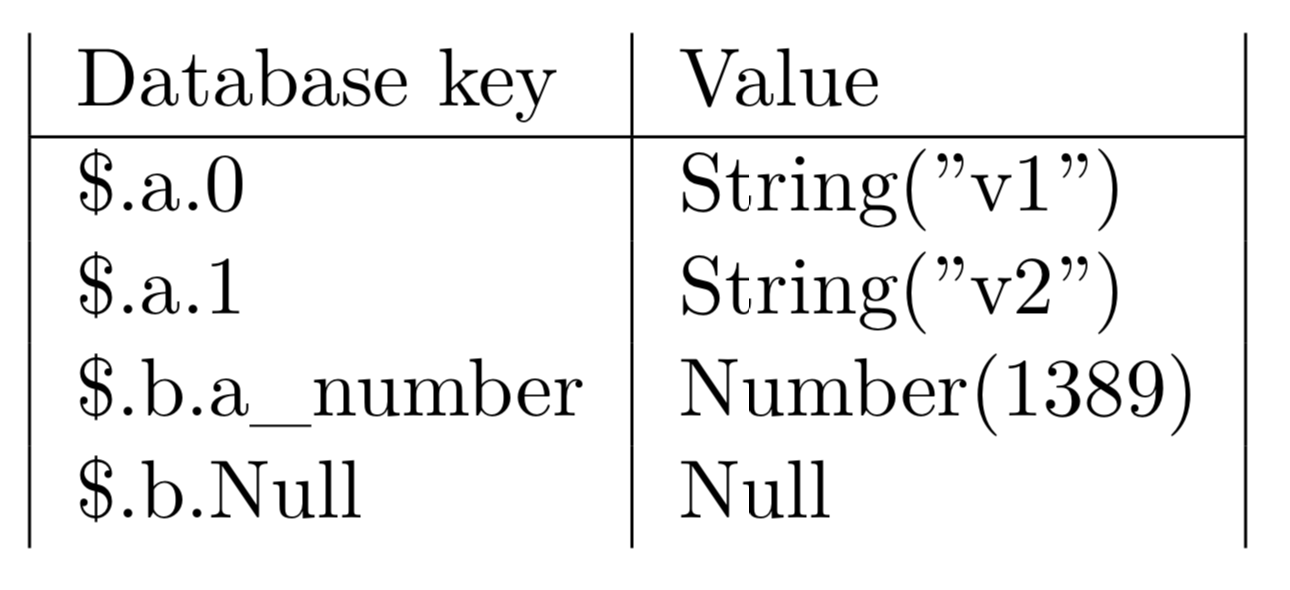 Database key Value
$.a.0 String(”v1”)
$.a.1 String(”v2”)
$.b.a_number Number(1389)
$.b.Null Null